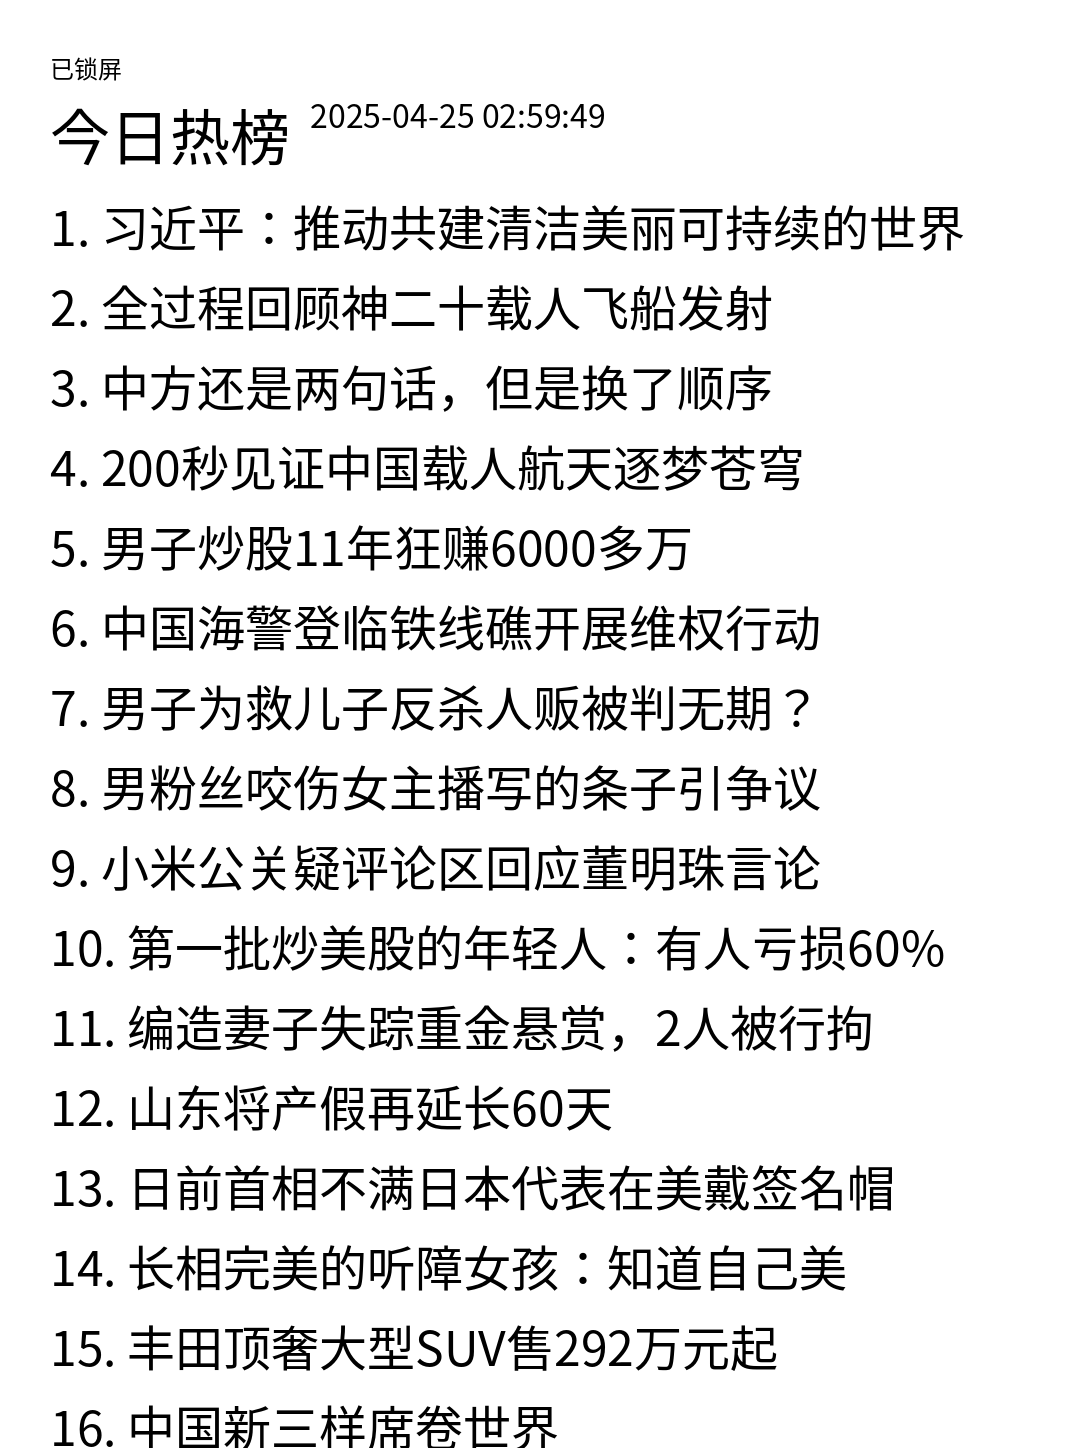 已锁屏
今日热榜 2025-04-25 02:59:49
1. 习近平：推动共建清洁美丽可持续的世界
2. 全过程回顾神二十载人飞船发射
3. 中方还是两句话，但是换了顺序
4. 200秒见证中国载人航天逐梦苍穹
5. 男子炒股11年狂赚6000多万
6. 中国海警登临铁线礁开展维权行动
7. 男子为救儿子反杀人贩被判无期？
8. 男粉丝咬伤女主播写的条子引争议
9. 小米公关疑评论区回应董明珠言论
10. 第一批炒美股的年轻人：有人亏损60%
11. 编造妻子失踪重金悬赏，2人被行拘
12. 山东将产假再延长60天
13. 日前首相不满日本代表在美戴签名帽
14. 长相完美的听障女孩：知道自己美
15. 丰田顶奢大型SUV售292万元起
16. 中国新三样席卷世界